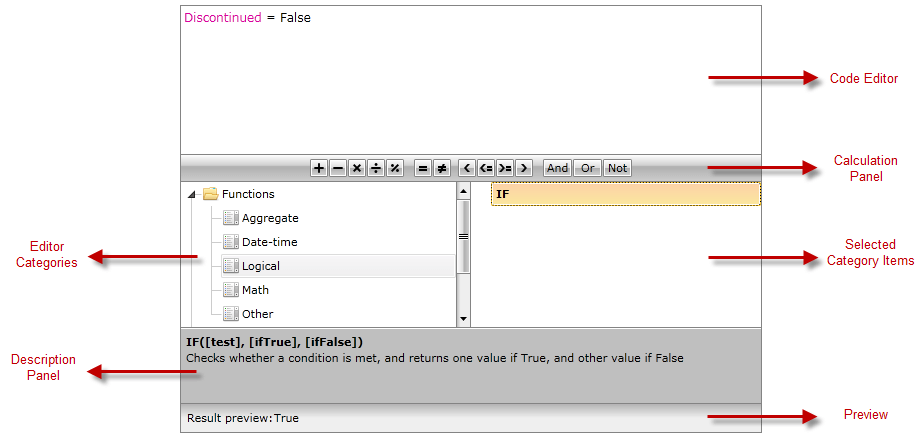 Discontinued = False
Code Editor
+ − × ÷ % = ≠ < <= >= > And Or Not
Calculation
Panel
Functions
Aggregate
Date-time
Logical
Math
Other
IF
Editor
Categories
Selected
Category Items
IF([test], [ifTrue], [ifFalse])
Checks whether a condition is met, and returns one value if True, and other value if False
Description
Panel
Result preview:True
Preview